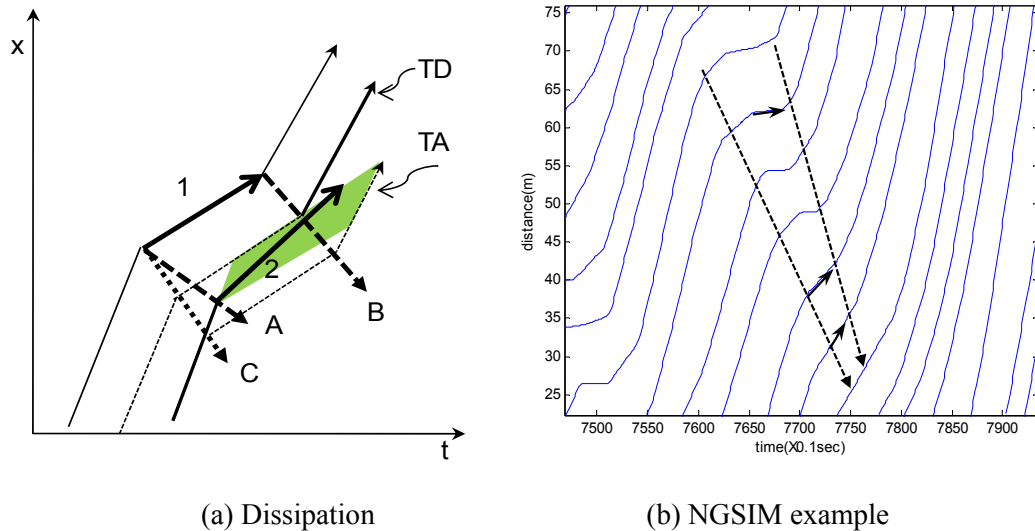 x
TD
TA
1
2
A
B
C
t
(a) Dissipation
75
70
65
60
55
50
45
40
35
30
25
distance(m)
7500 7550 7600 7650 7700 7750 7800 7850 7900
time(X0.1sec)
(b) NGSIM example